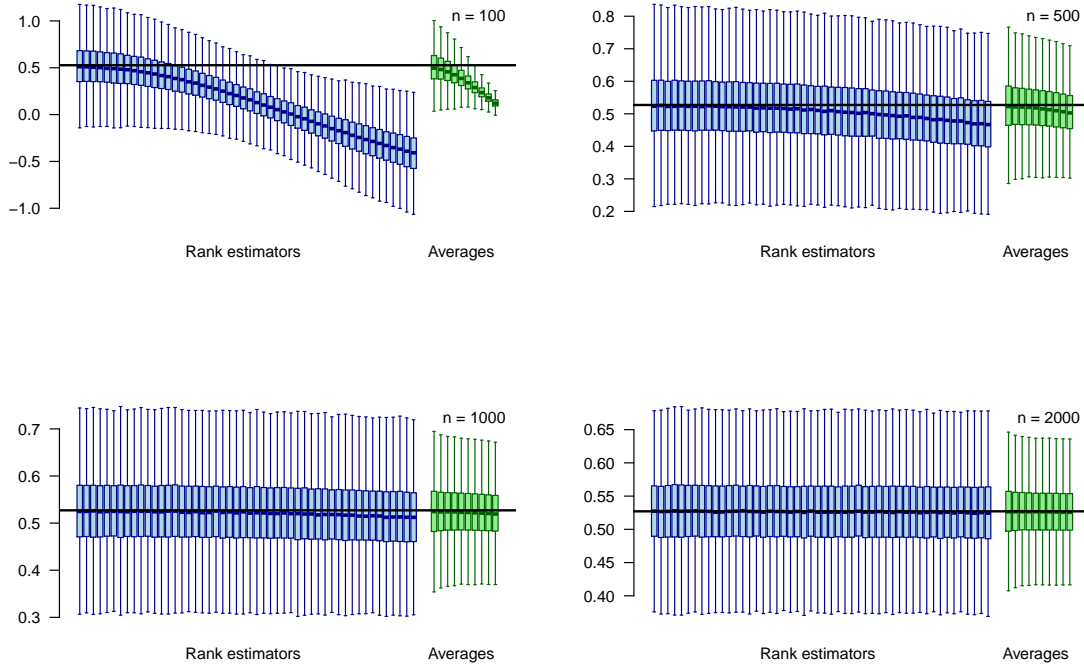 n = 100
1.0
0.5
0.0
−0.5
−1.0
Rank estimators Averages
n = 500
0.8
0.7
0.6
0.5
0.4
0.3
0.2
Rank estimators Averages
n = 1000
0.7
0.6
0.5
0.4
0.3
Rank estimators Averages
n = 2000
0.65
0.60
0.55
0.50
0.45
0.40
Rank estimators Averages